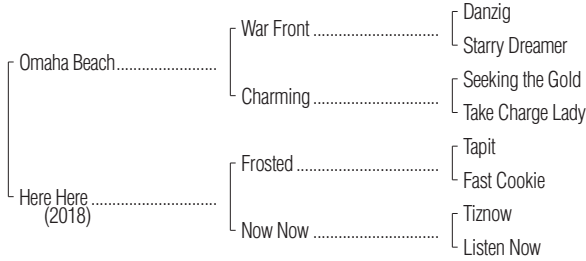 Danzig
War Front
Starry Dreamer
Omaha Beach
Seeking the Gold
Charming
Take Charge Lady
Tapit
Frosted
Fast Cookie
Here Here
(2018)
Tiznow
Now Now
Listen Now